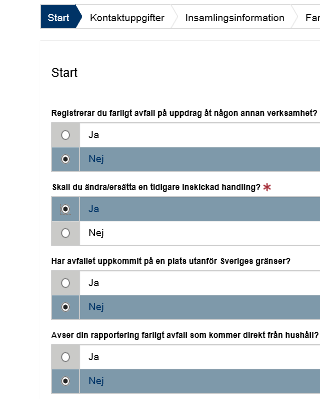 Start Kontaktuppgifter Insamlingsinformation
Start
Registrerar du farligt avfall på uppdrag åt någon annan verksamhet?
Ja
Nej
Skall du ändra/ersätta en tidigare inskickad handling? *
Ja
Nej
Har avfallet uppkommit på en plats utanför Sveriges gränser?
Ja
Nej
Avser din rapportering farligt avfall som kommer direkt från hushåll?
Ja
Nej